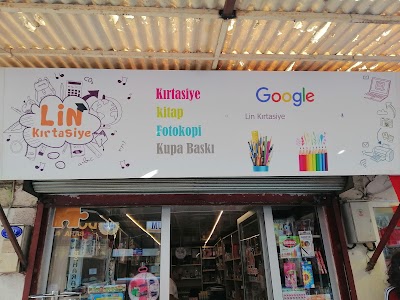 Lin
Kırtasiye
Kırtasiye
kitap
Fotokopi
Kupa Baskı
Google
Lin Kırtasiye